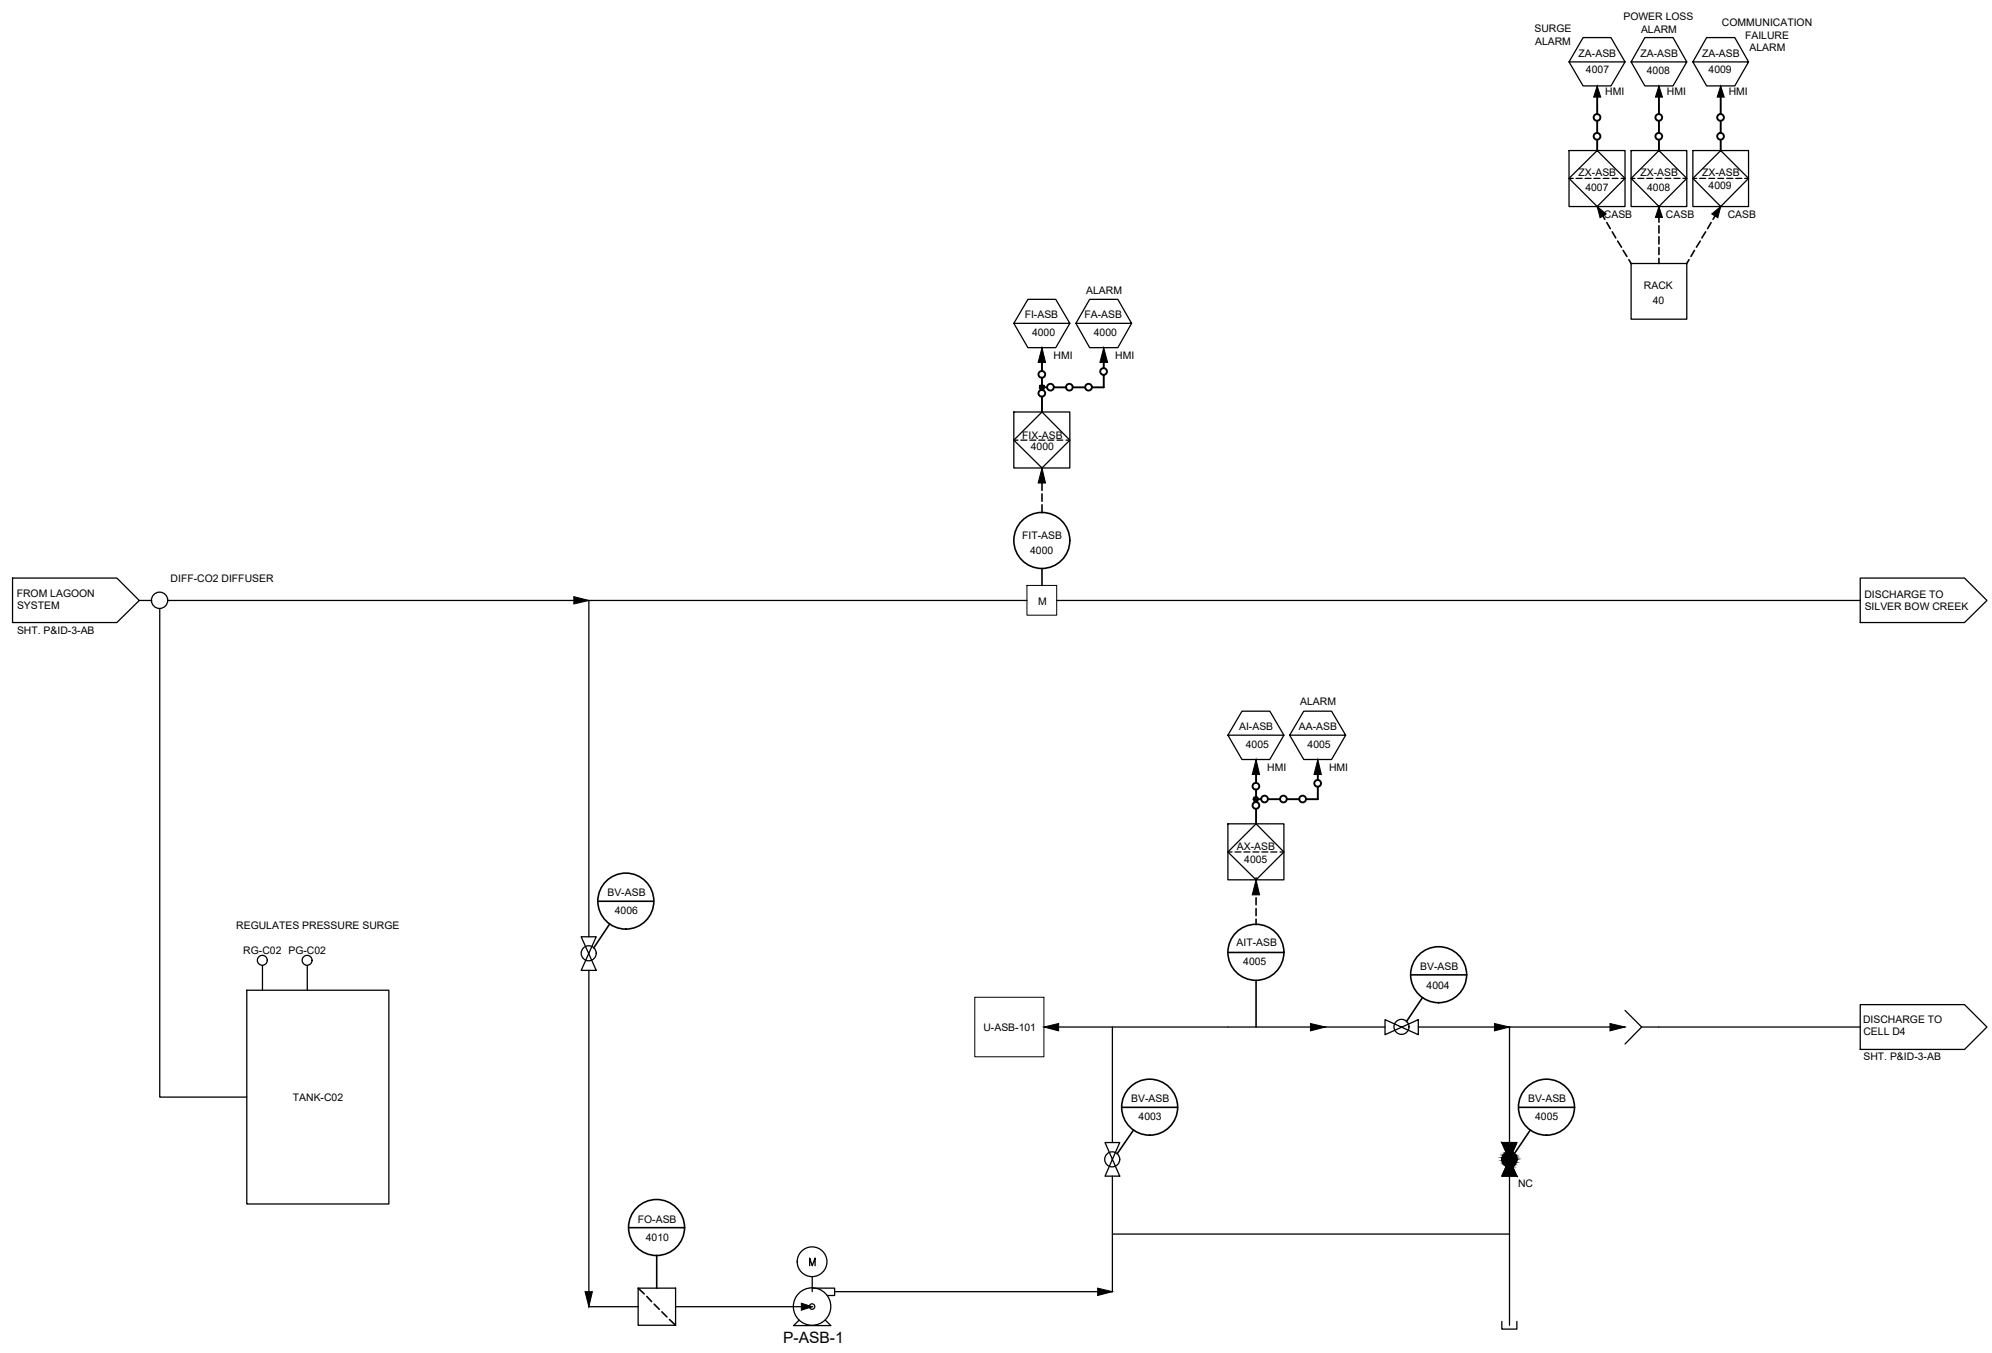 SURGE
ALARM
POWER LOSS
ALARM
COMMUNICATION
FAILURE
ALARM
ZA-ASB
4007
ZA-ASB
4008
ZA-ASB
4009
HMI
HMI
HMI
ZX-ASB
4007
ZX-ASB
4008
ZX-ASB
4009
CASB
CASB
CASB
RACK
40
ALARM
FI-ASB
4000
FA-ASB
4000
HMI
HMI
FIX-ASB
4000
FIT-ASB
4000
M
FROM LAGOON
SYSTEM
SHT. P&ID-3-AB
DIFF-CO2 DIFFUSER
DISCHARGE TO
SILVER BOW CREEK
ALARM
AI-ASB
4005
AA-ASB
4005
HMI
HMI
AX-ASB
4005
AIT-ASB
4005
BV-ASB
4006
REGULATES PRESSURE SURGE
RG-C02
PG-C02
TANK-C02
BV-ASB
4004
U-ASB-101
DISCHARGE TO
CELL D4
SHT. P&ID-3-AB
BV-ASB
4003
BV-ASB
4005
NC
FO-ASB
4010
M
P-ASB-1